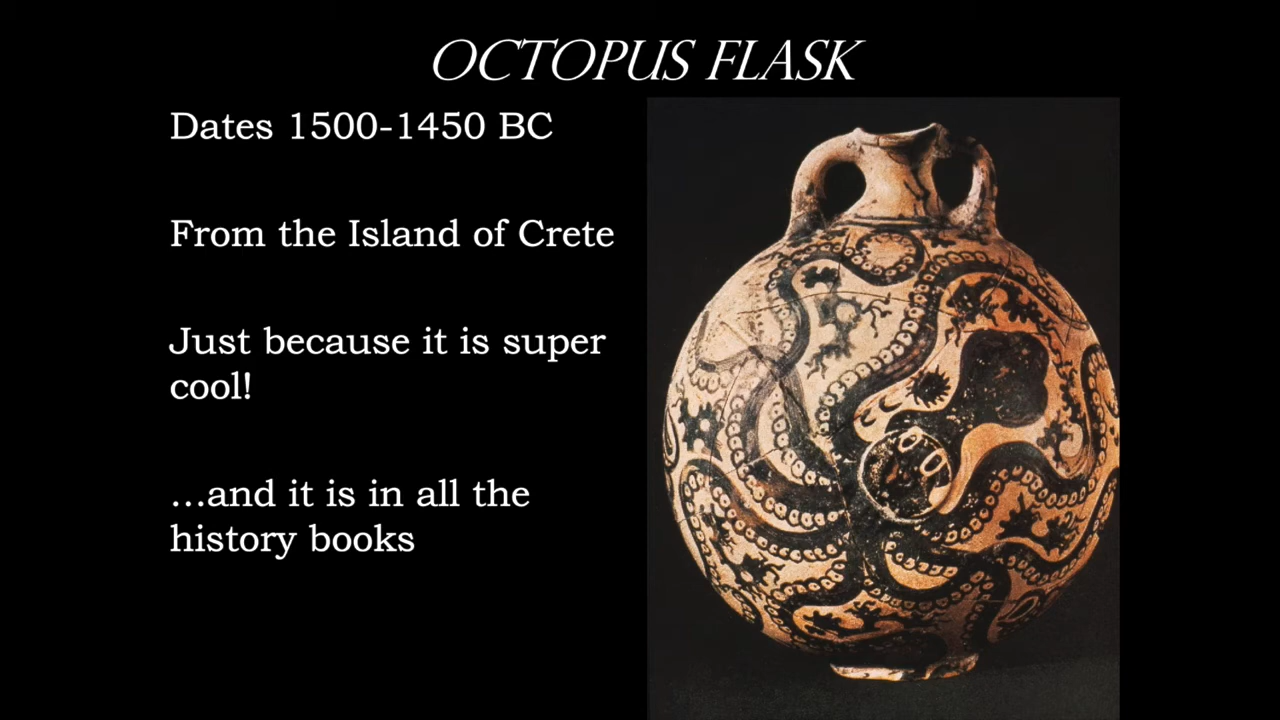 OCTOPUS FLASK
Dates 1500-1450 BC
From the Island of Crete
Just because it is super
cool!
...and it is in all the
history books